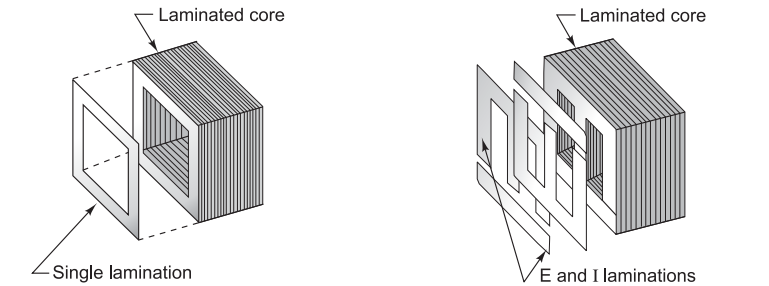 Laminated core
Single lamination
Laminated core
E and I laminations